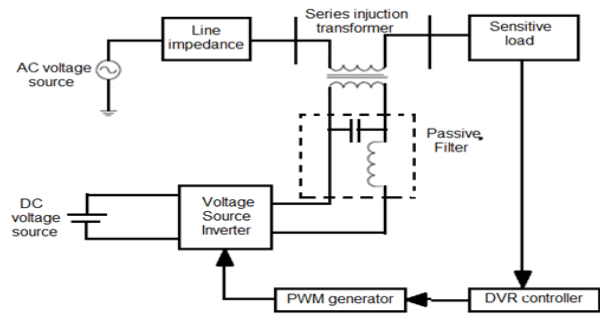 Series injuction
transformer
Line
impedance
Sensitive
load
AC voltage
source
Passive
Filter
DC
voltage
source
Voltage
Source
Inverter
PWM generator
DVR controller